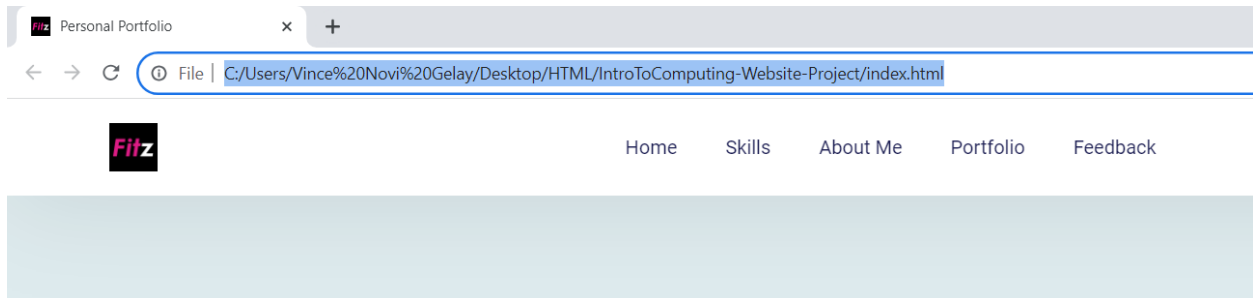 Fitz Personal Portfolio
File | C:/Users/Vince%20Novi%20Gelay/Desktop/HTML/IntroToComputing-Website-Project/index.html
Fitz Home Skills About Me Portfolio Feedback